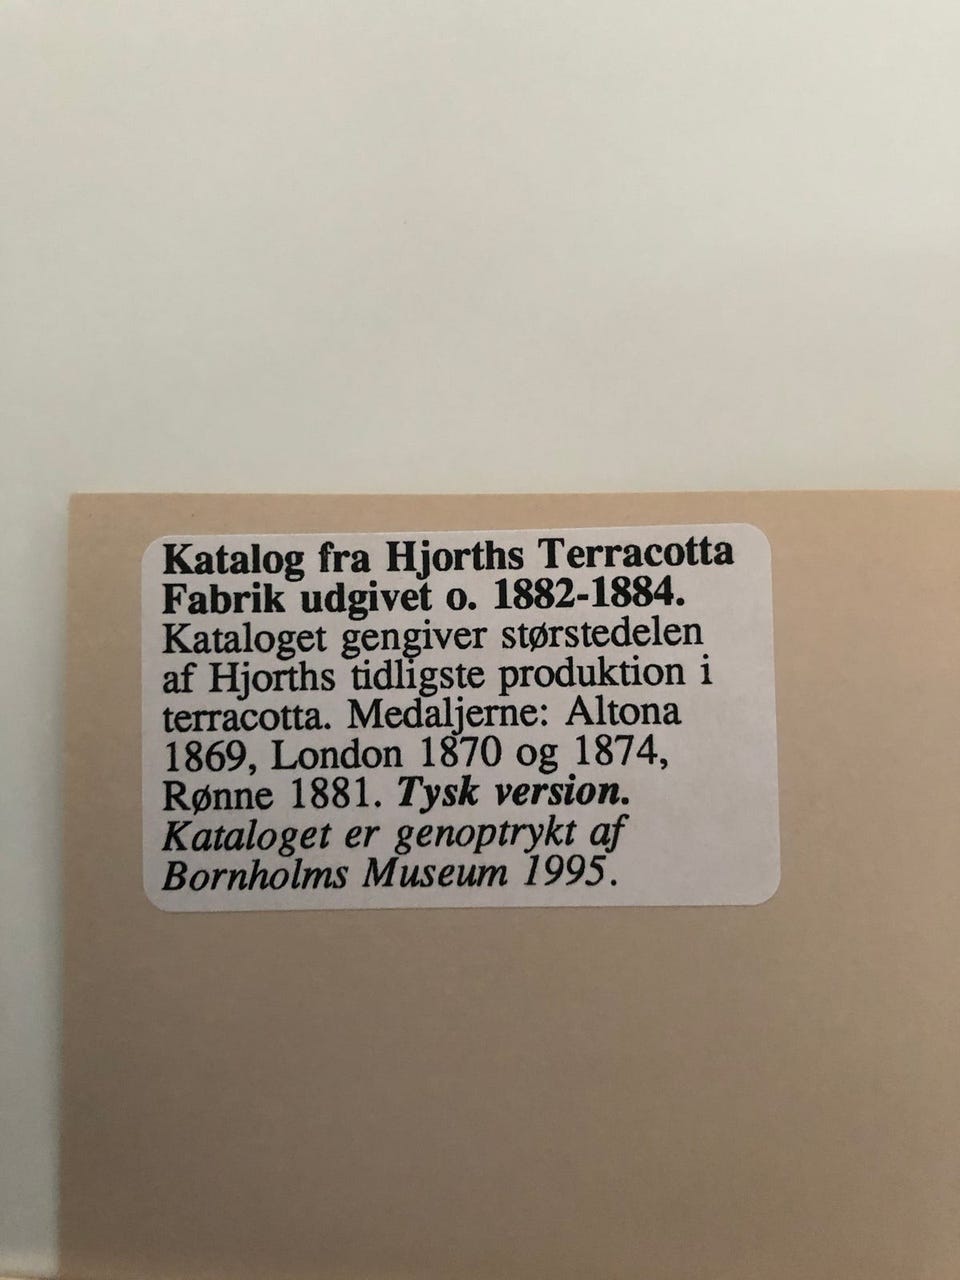 Katalog fra Hjorths Terracotta
Fabrik udgivet o. 1882-1884.
Kataloget gengiver størstedelen
af Hjorths tidligste produktion i
terracotta. Medaljerne: Altona
1869, London 1870 og 1874,
Rønne 1881. Tysk version.
Kataloget er genoptrykt af
Bornholms Museum 1995.